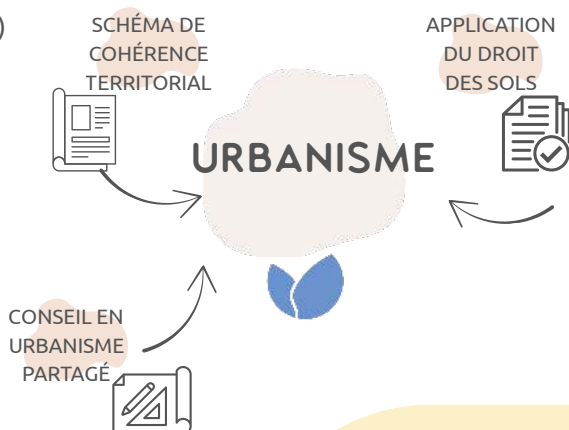 )
SCHÉMA DE
COHÉRENCE
TERRITORIAL
APPLICATION
DU DROIT
DES SOLS
URBANISME
CONSEIL EN
URBANISME
PARTAGÉ